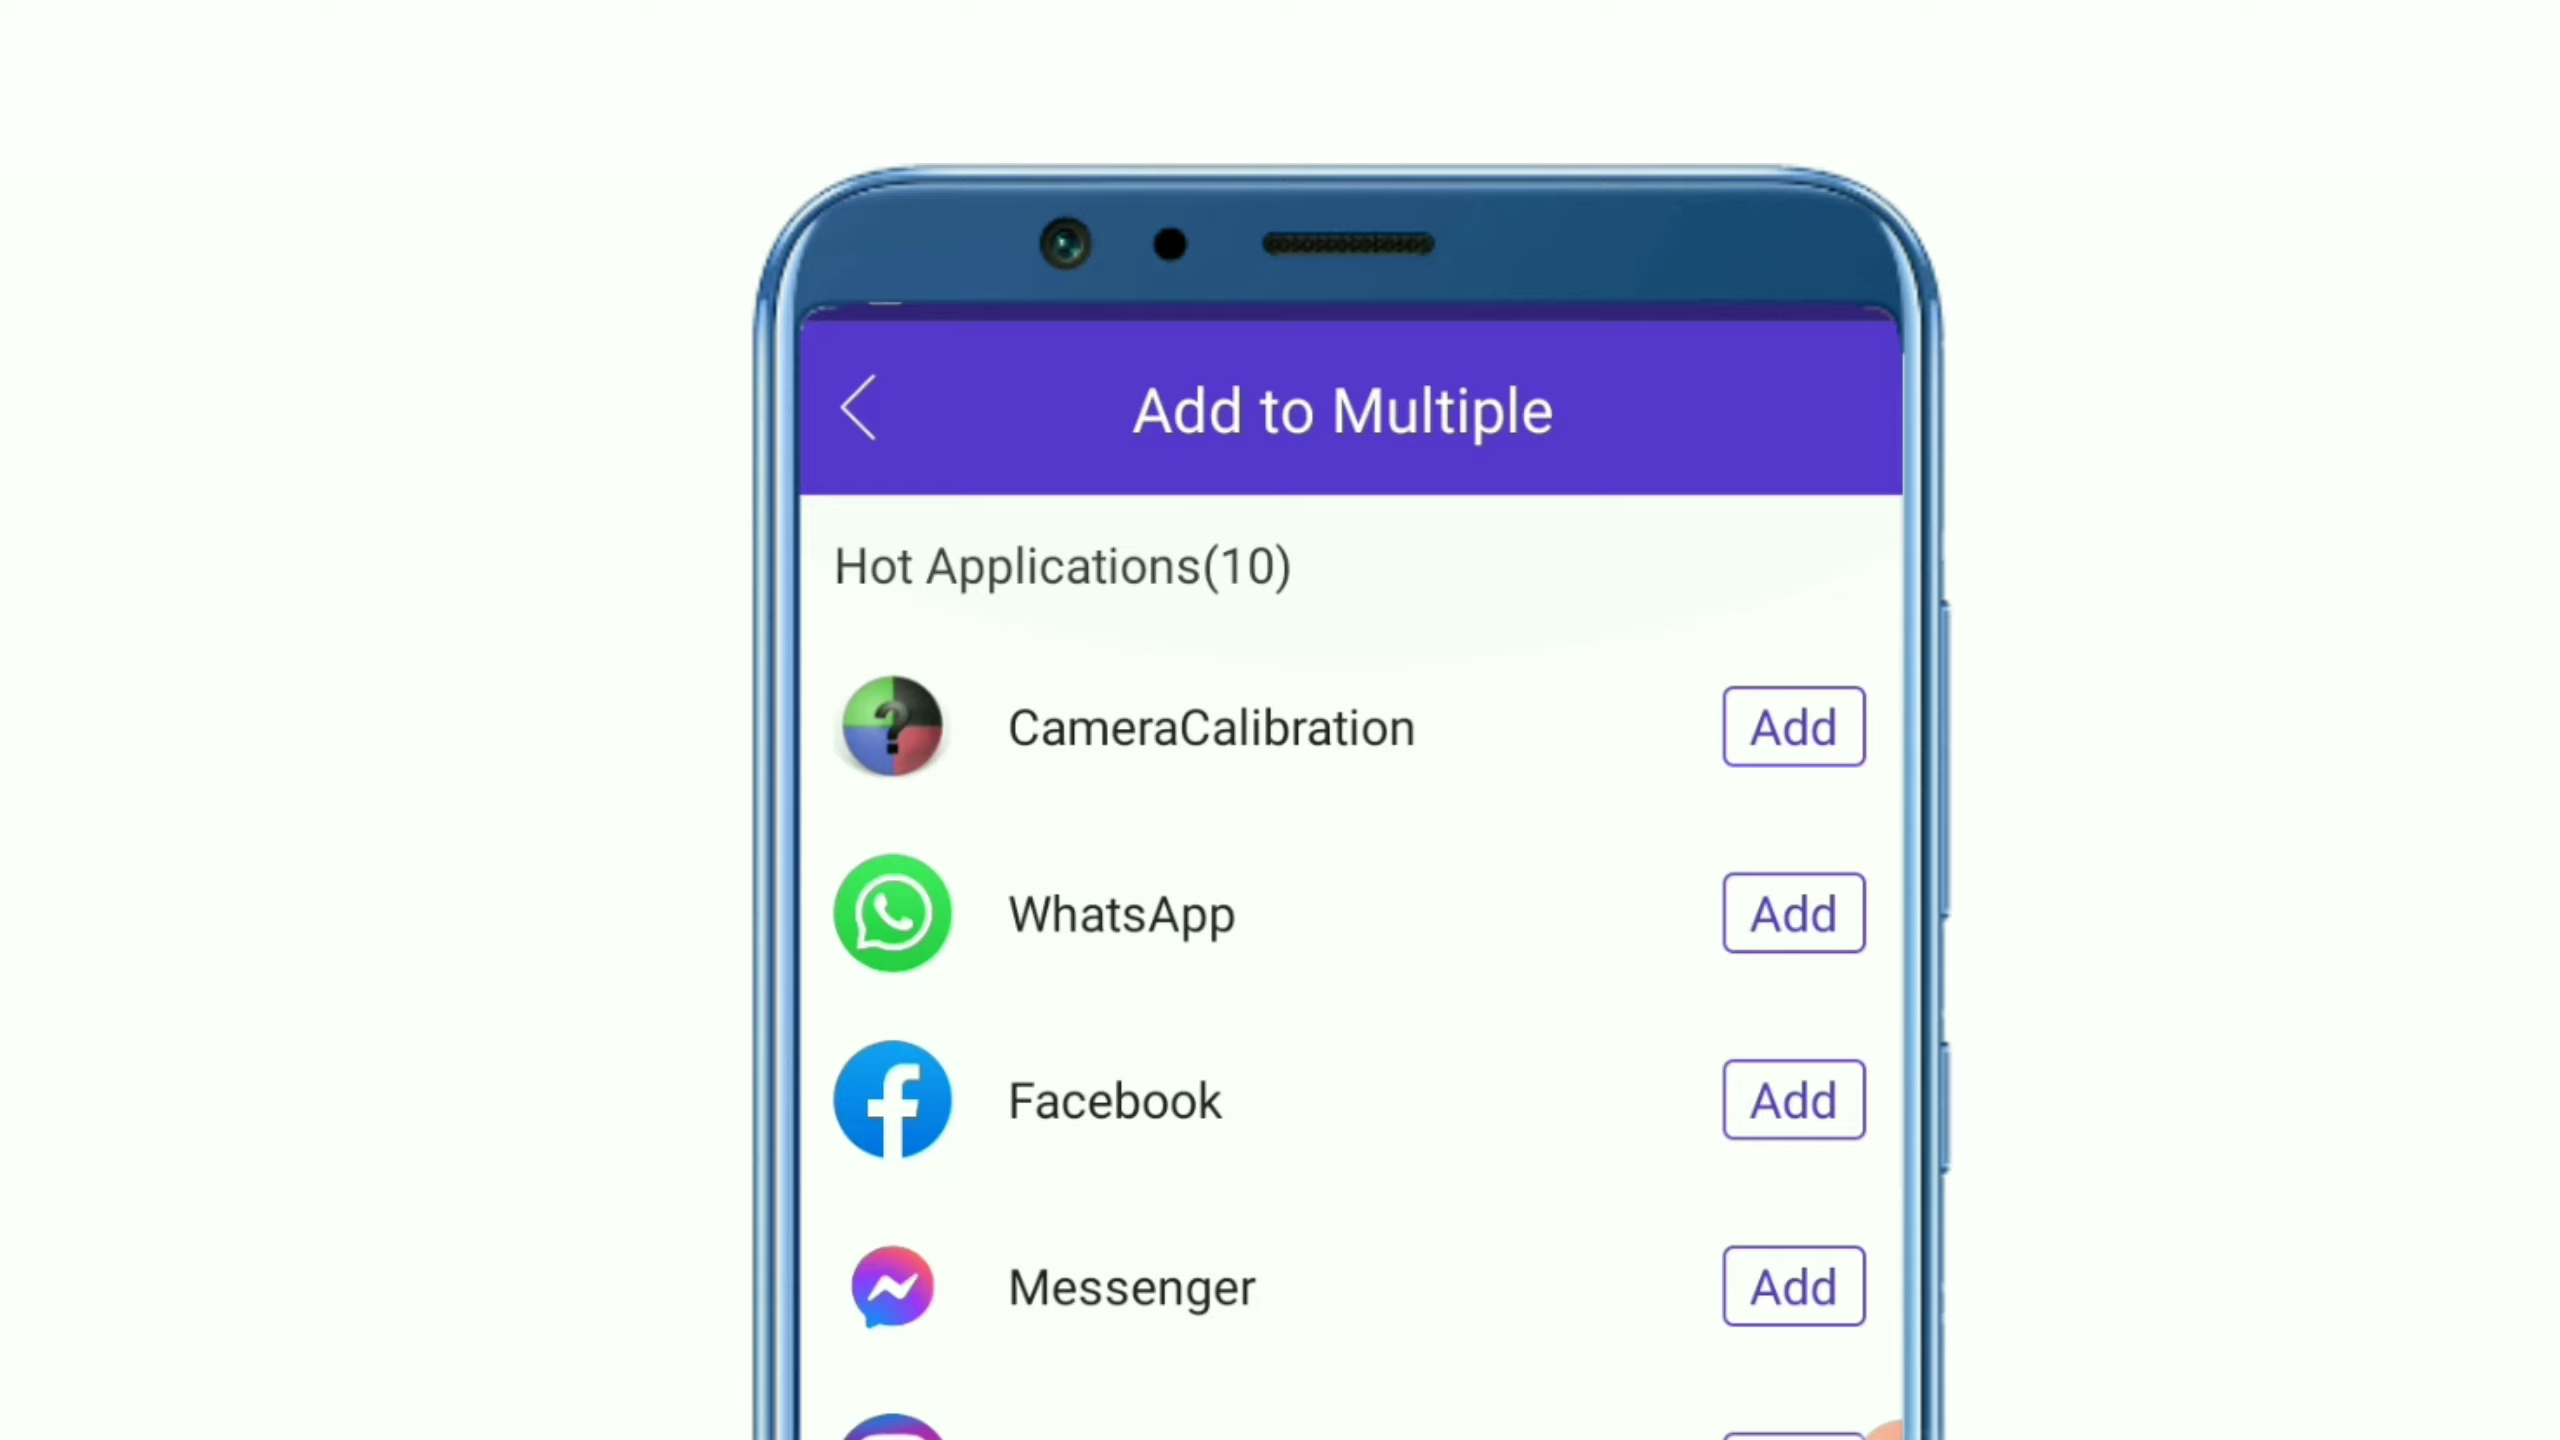 Add to Multiple
Hot Applications(10)
CameraCalibration
Add
WhatsApp
Add
Facebook
Add
Messenger
Add